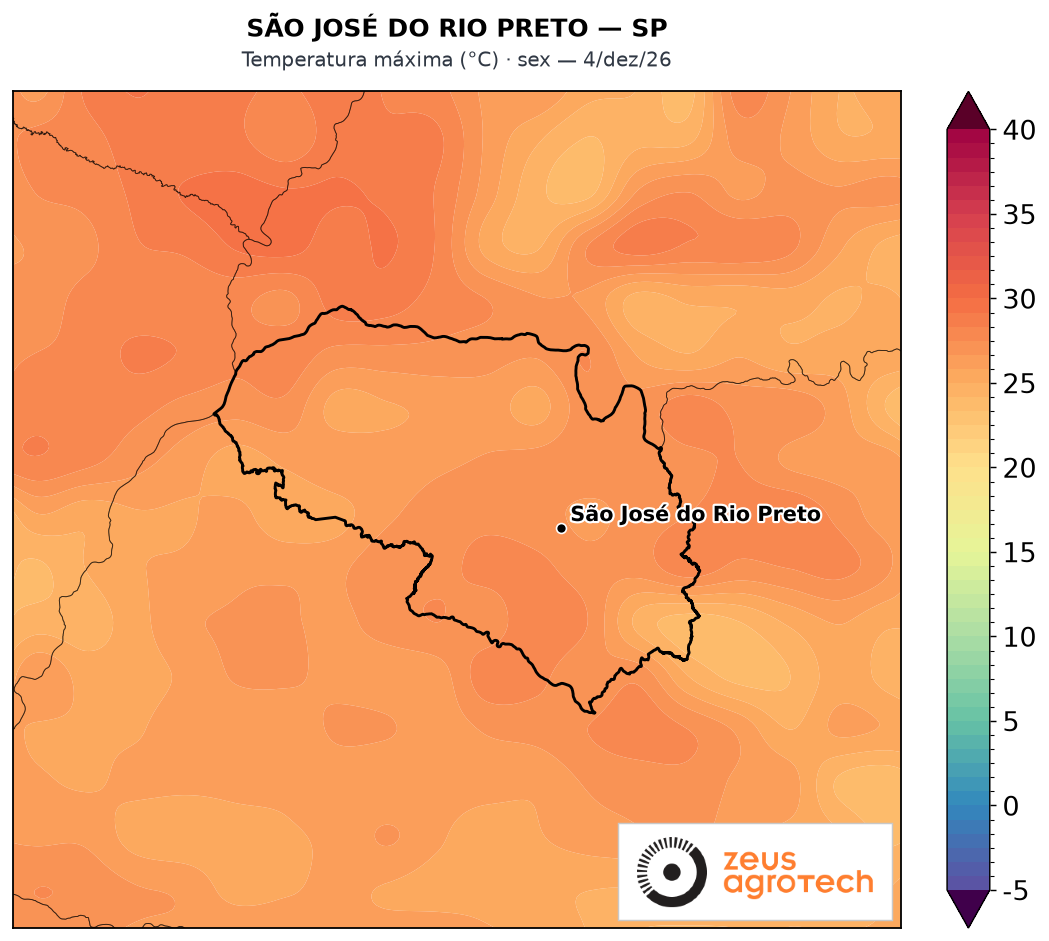 SÃO JOSÉ DO RIO PRETO — SP
Temperatura máxima (°C) · sex — 4/dez/26
40
35
30
25
20
15
10
5
0
-5
São José do Rio Preto
zeus
agrotech